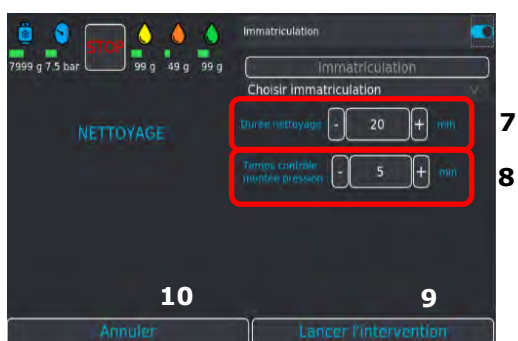 Immatriculation
STOP
7999 g 7.5 bar 99 g 49 g 99 g
Immatriculation
Choisir immatriculation
NETTOYAGE
Durée nettoyage : - 20 + min 7
Temps contrôle
montée pression : - 5 + min 8
10 9
Annuler Lancer l'intervention